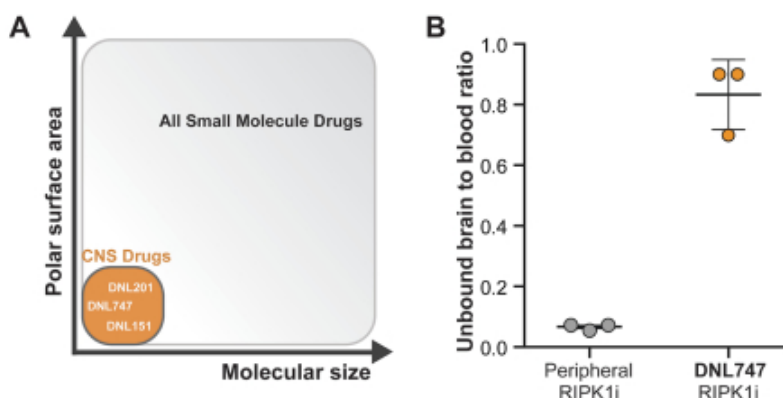 A
Polar surface area
All Small Molecule Drugs
CNS Drugs
DNL201
DNL747
DNL151
Molecular size
B
Unbound brain to blood ratio
1.0
0.8
0.6
0.4
0.2
0.0
Peripheral
RIPK1i
DNL747
RIPK1i